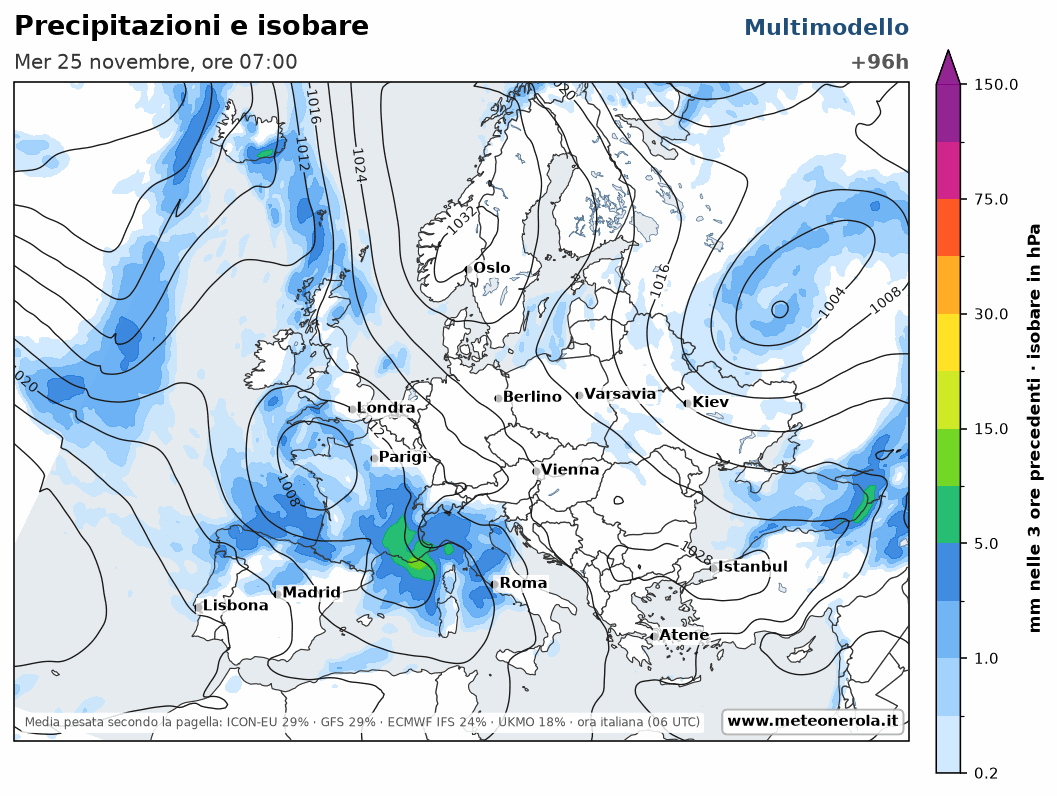 Precipitazioni e isobare
Multimodello
Mer 25 novembre, ore 07:00
+96h
150.0
75.0
30.0
15.0
5.0
1.0
0.2
mm nelle 3 ore precedenti · isobare in hPa
1016
1012
1024
1032
Oslo
1016
1004
1008
020
Berlino
Varsavia
Kiev
Londra
Parigi
Vienna
1008
028
Istanbul
Madrid
Roma
Lisbona
Atene
Media pesata secondo la pagella: ICON-EU 29% · GFS 29% · ECMWF IFS 24% · UKMO 18% · ora italiana (06 UTC)
www.meteonerola.it